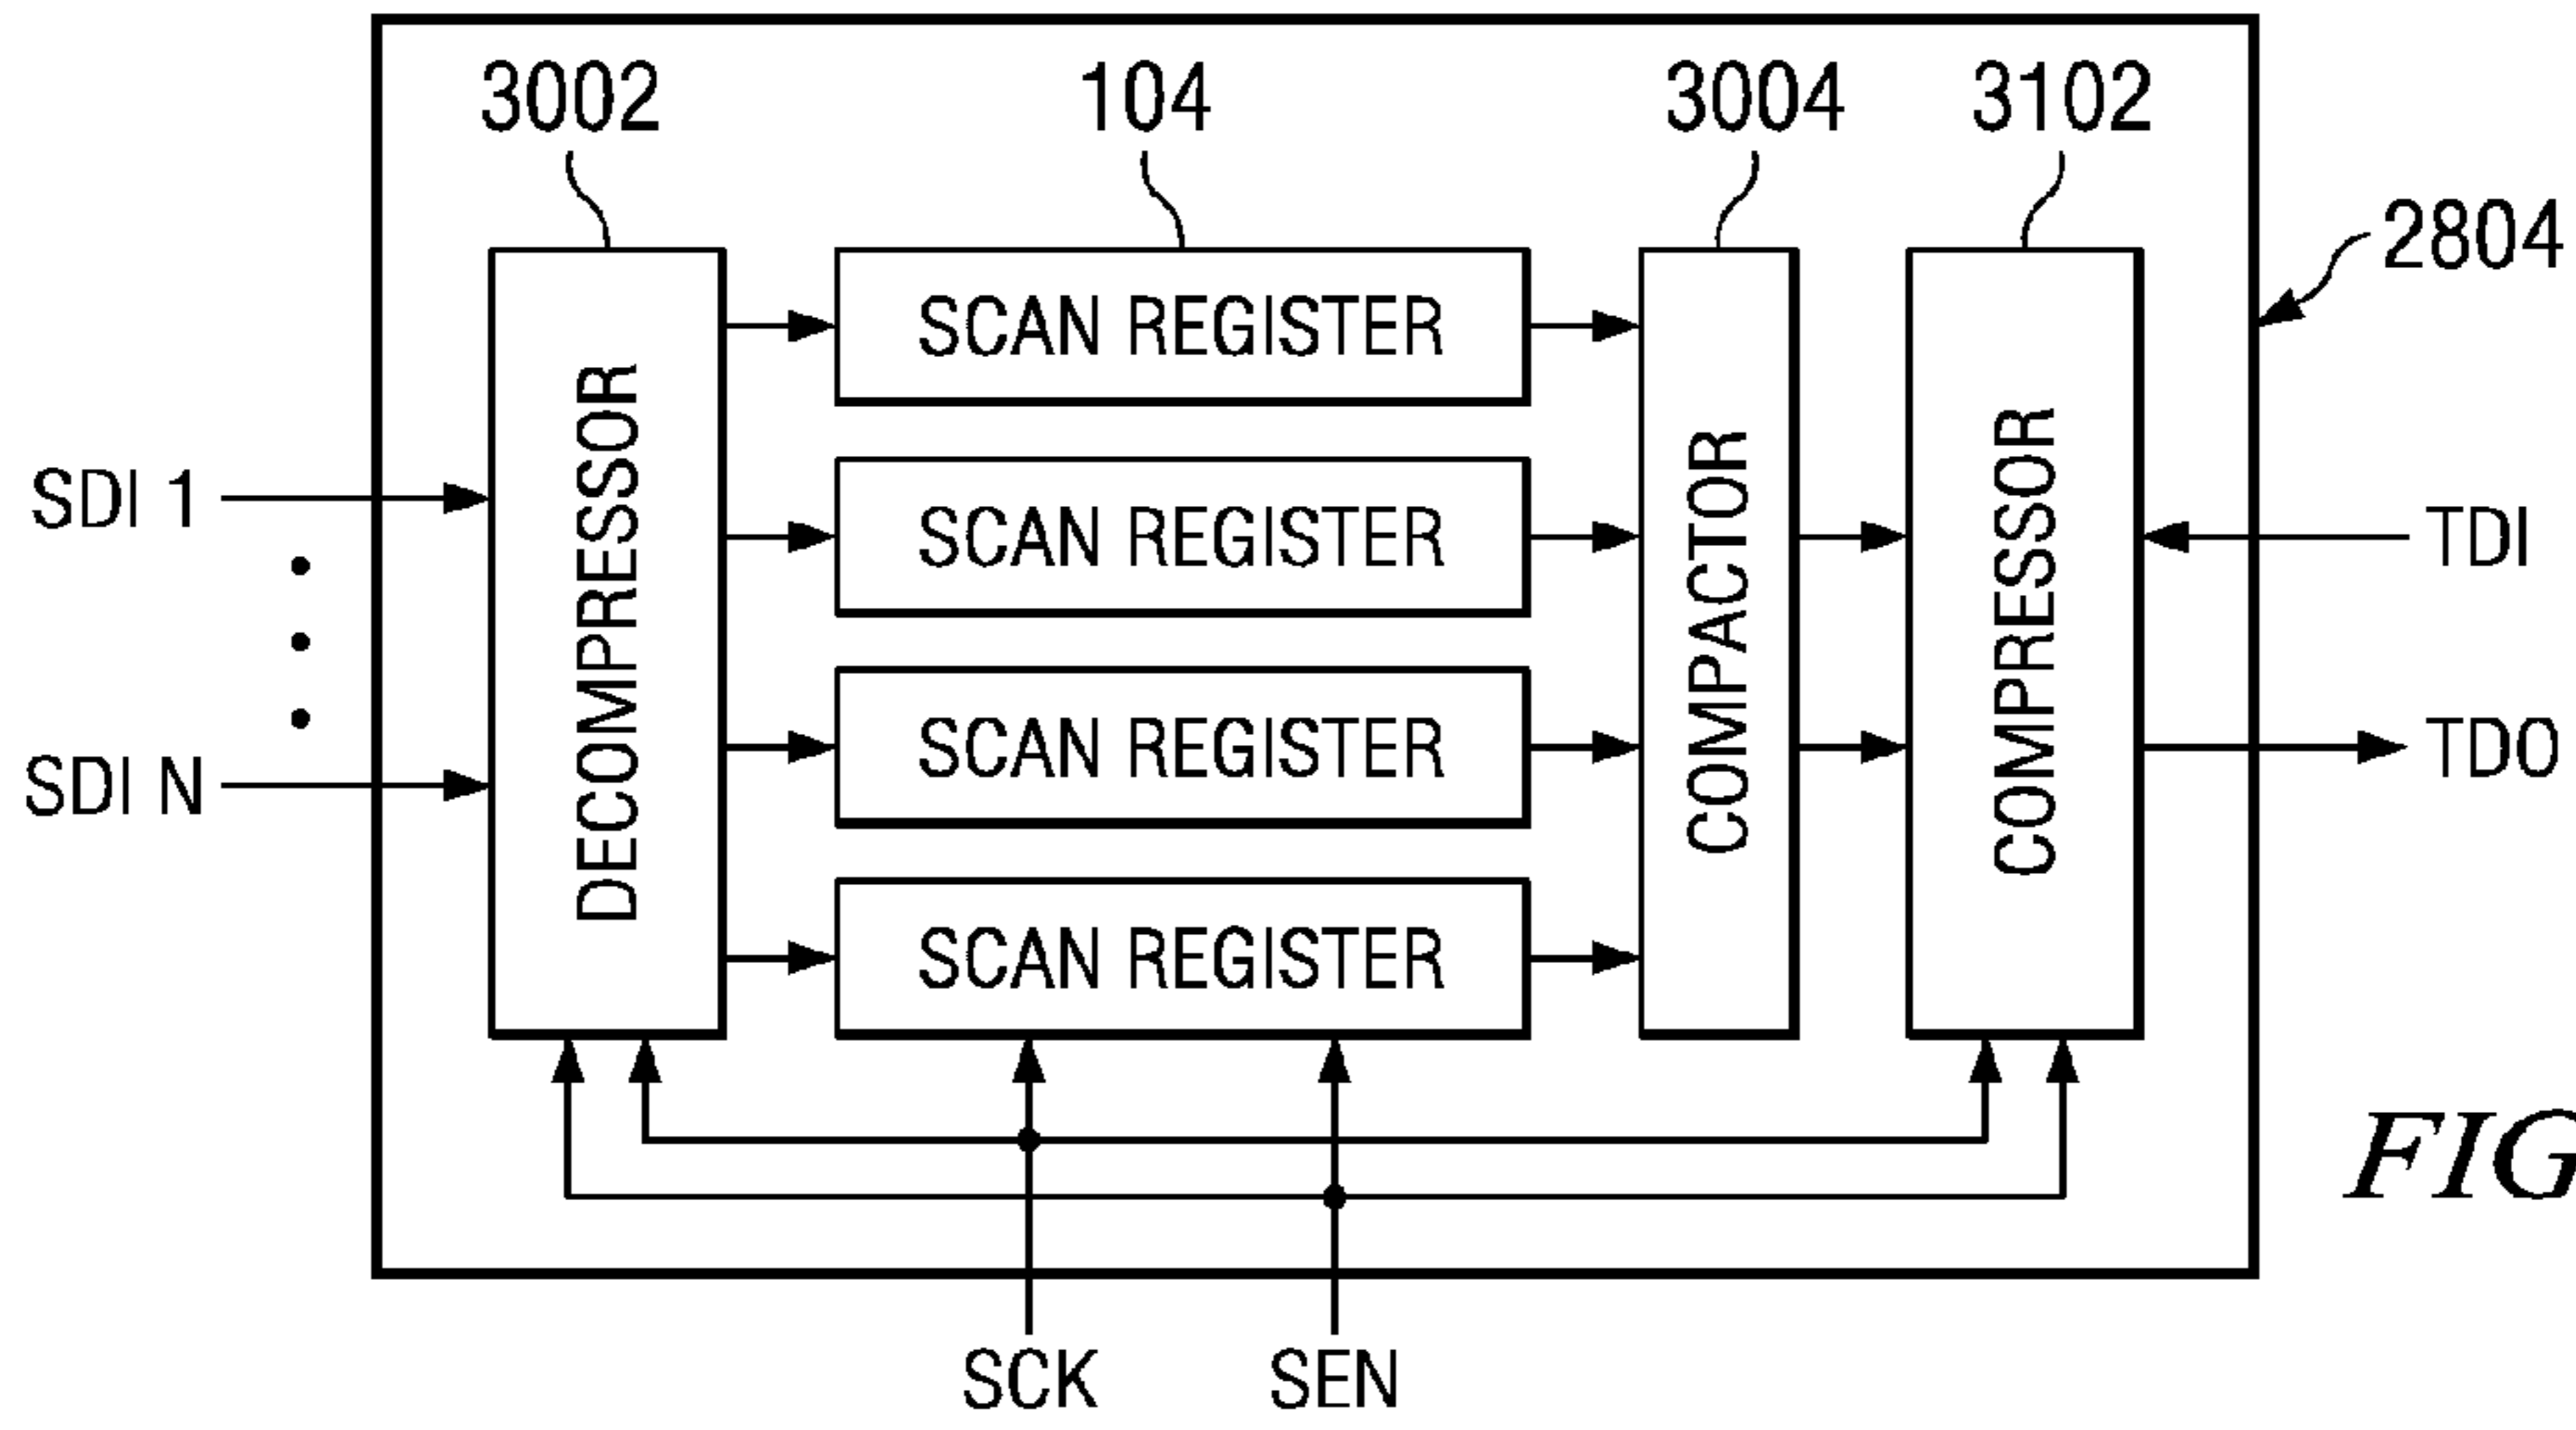 3002
104
3004
3102
2804
DECOMPRESSOR
SCAN REGISTER
SCAN REGISTER
SCAN REGISTER
SCAN REGISTER
COMPACTOR
COMPRESSOR
SDI 1
SDI N
TDI
TDO
SCK
SEN
FIG